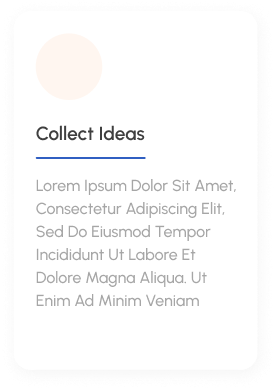 Collect Ideas
Lorem Ipsum Dolor Sit Amet,
Consectetur Adipiscing Elit,
Sed Do Eiusmod Tempor
Incididunt Ut Labore Et
Dolore Magna Aliqua. Ut
Enim Ad Minim Veniam